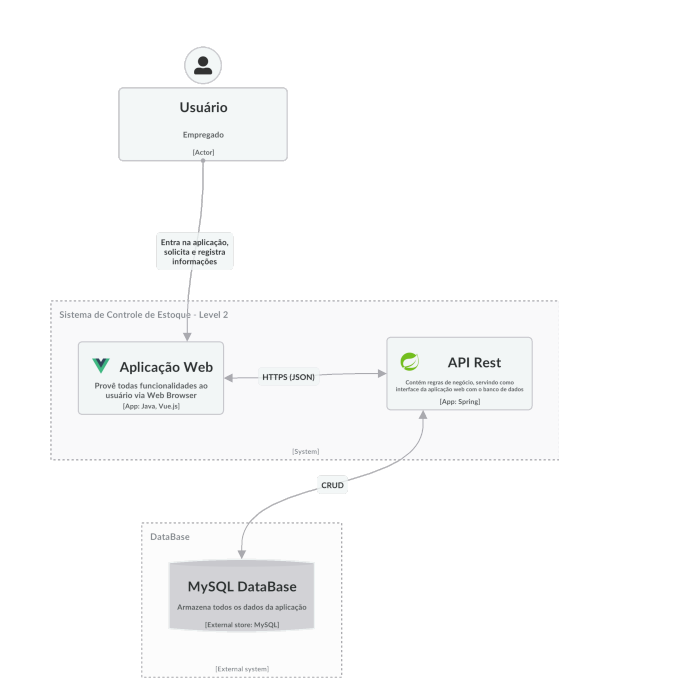 Usuário
Empregado
[Actor]
Entra na aplicação,
solicita e registra
informações
Sistema de Controle de Estoque - Level 2
Aplicação Web
Provê todas funcionalidades ao
usuário via Web Browser
[App: Java, Vue.js]
HTTPS (JSON)
API Rest
Contém regras de negócio, servindo como
interface da aplicação web com o banco de dados
[App: Spring]
[System]
CRUD
DataBase
MySQL DataBase
Armazena todos os dados da aplicação
[External store: MySQL]
[External system]